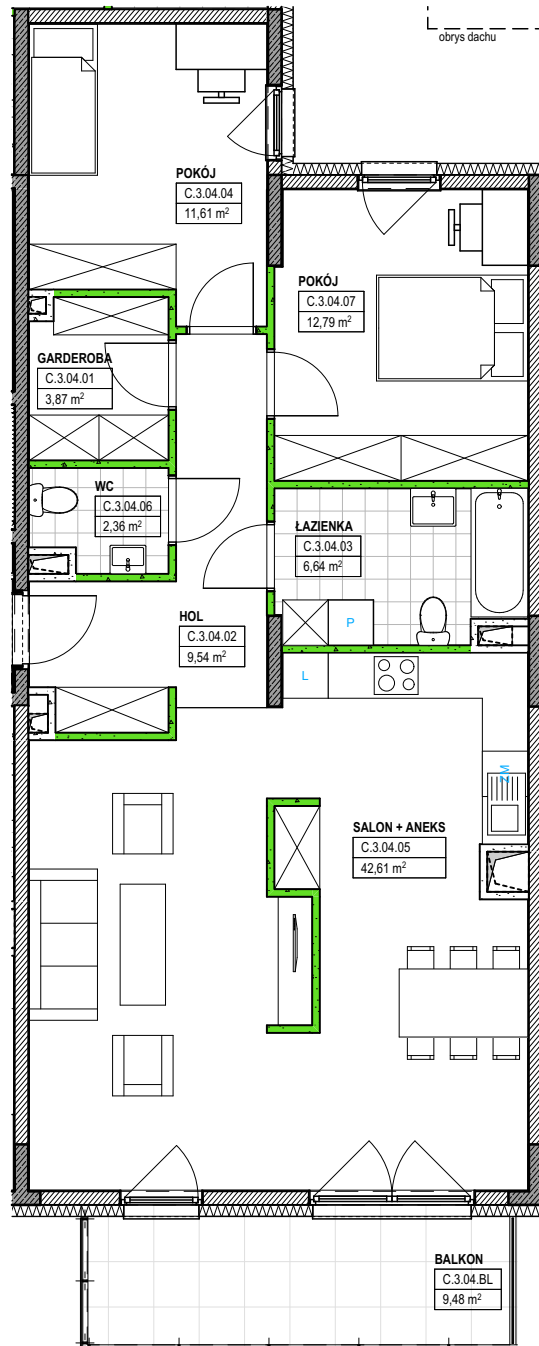 obrys dachu
POKÓJ
C.3.04.04
11,61 m²
POKÓJ
C.3.04.07
12,79 m²
GARDEROBA
C.3.04.01
3,87 m²
WC
C.3.04.06
2,36 m²
ŁAZIENKA
C.3.04.03
6,64 m²
P
HOL
C.3.04.02
9,54 m²
L
ZM
SALON + ANEKS
C.3.04.05
42,61 m²
BALKON
C.3.04.BL
9,48 m²